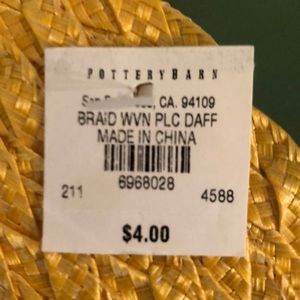 POTTERYBARN
San CA. 94109
BRAID WVN PLC DAFF
MADE IN CHINA
6968028
211 4588
$4.00